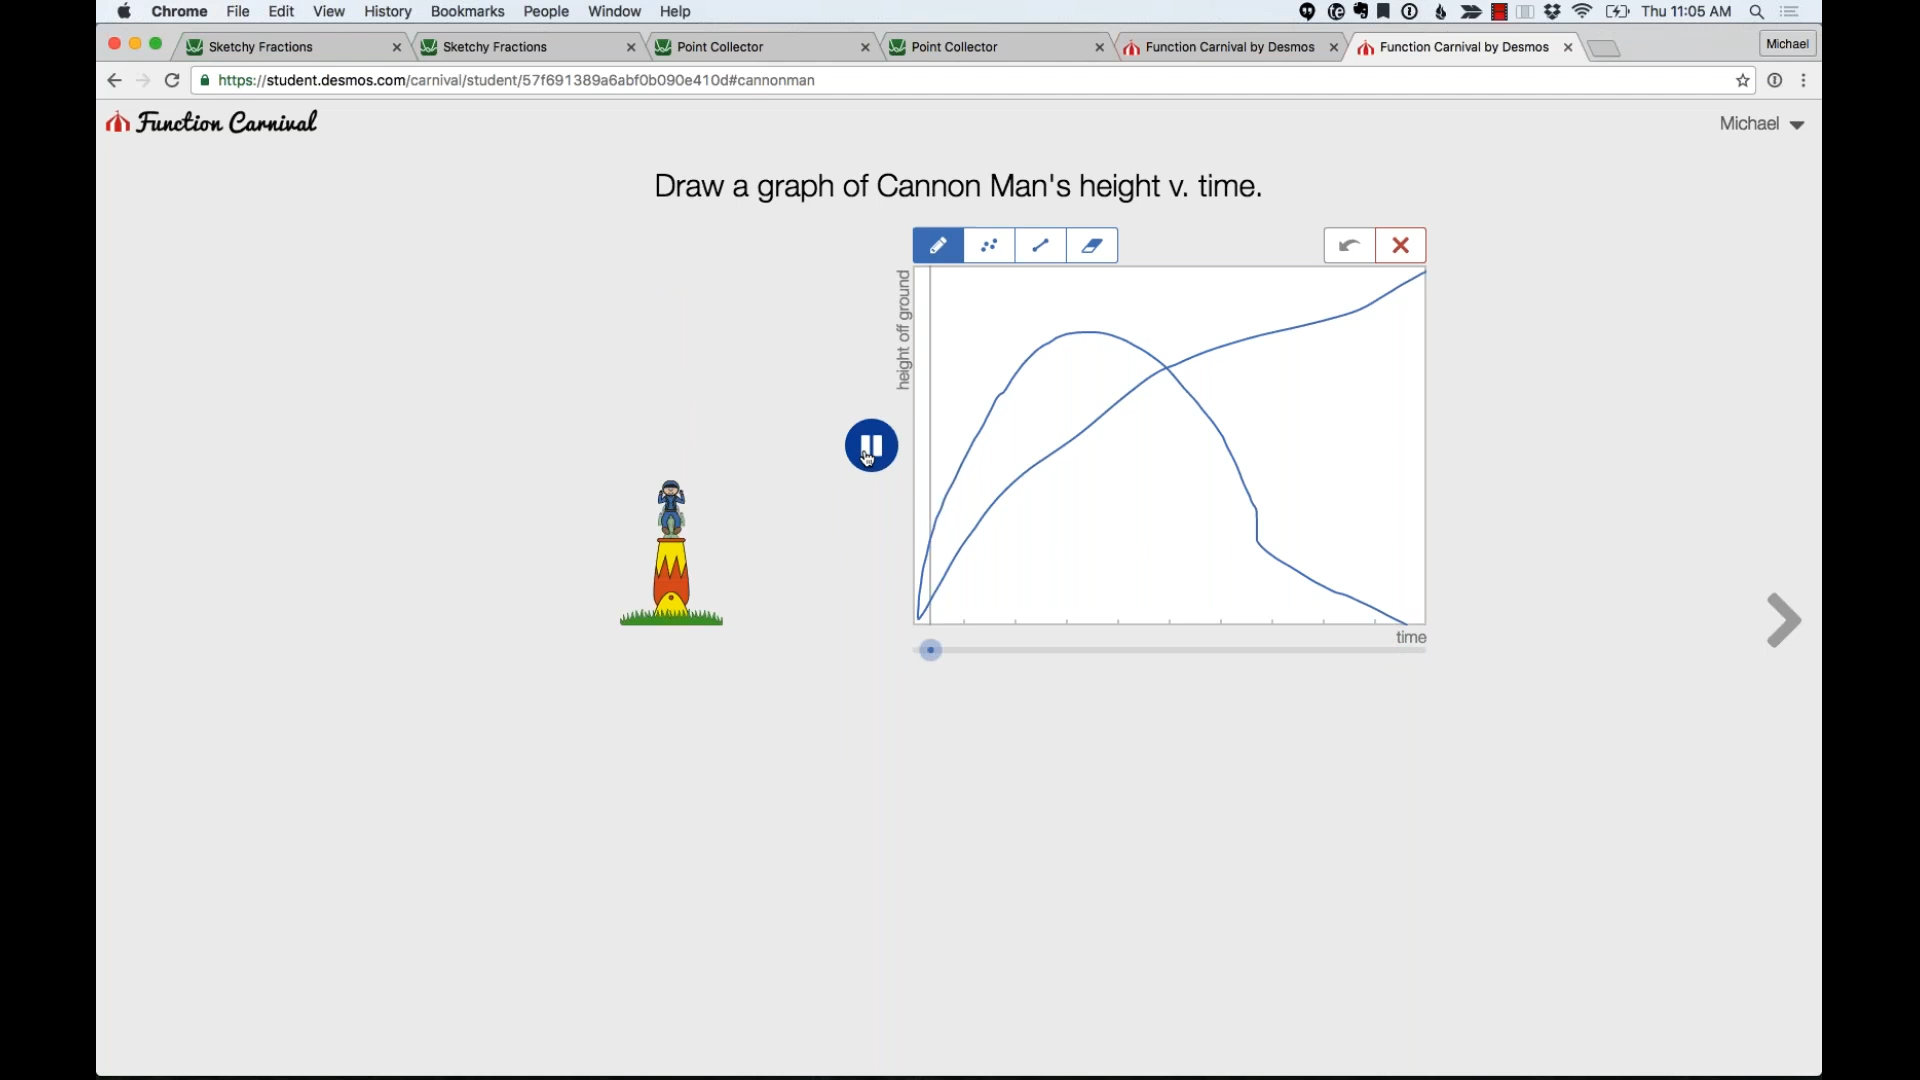 Chrome File Edit View History Bookmarks People Window Help Thu 11:05 AM
Sketchy Fractions Sketchy Fractions Point Collector Point Collector Function Carnival by Desmos Function Carnival by Desmos Michael
https://student.desmos.com/carnival/student/57f691389a6abf0b090e410d#cannonman
Function Carnival Michael
Draw a graph of Cannon Man's height v. time.
height off ground
time